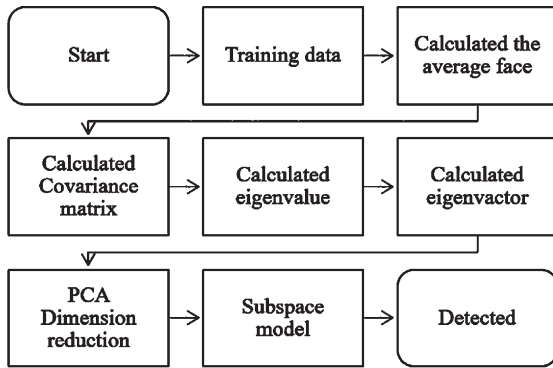 Start
Training data
Calculated the
average face
Calculated
Covariance
matrix
Calculated
eigenvalue
Calculated
eigenvactor
PCA
Dimension
reduction
Subspace
model
Detected